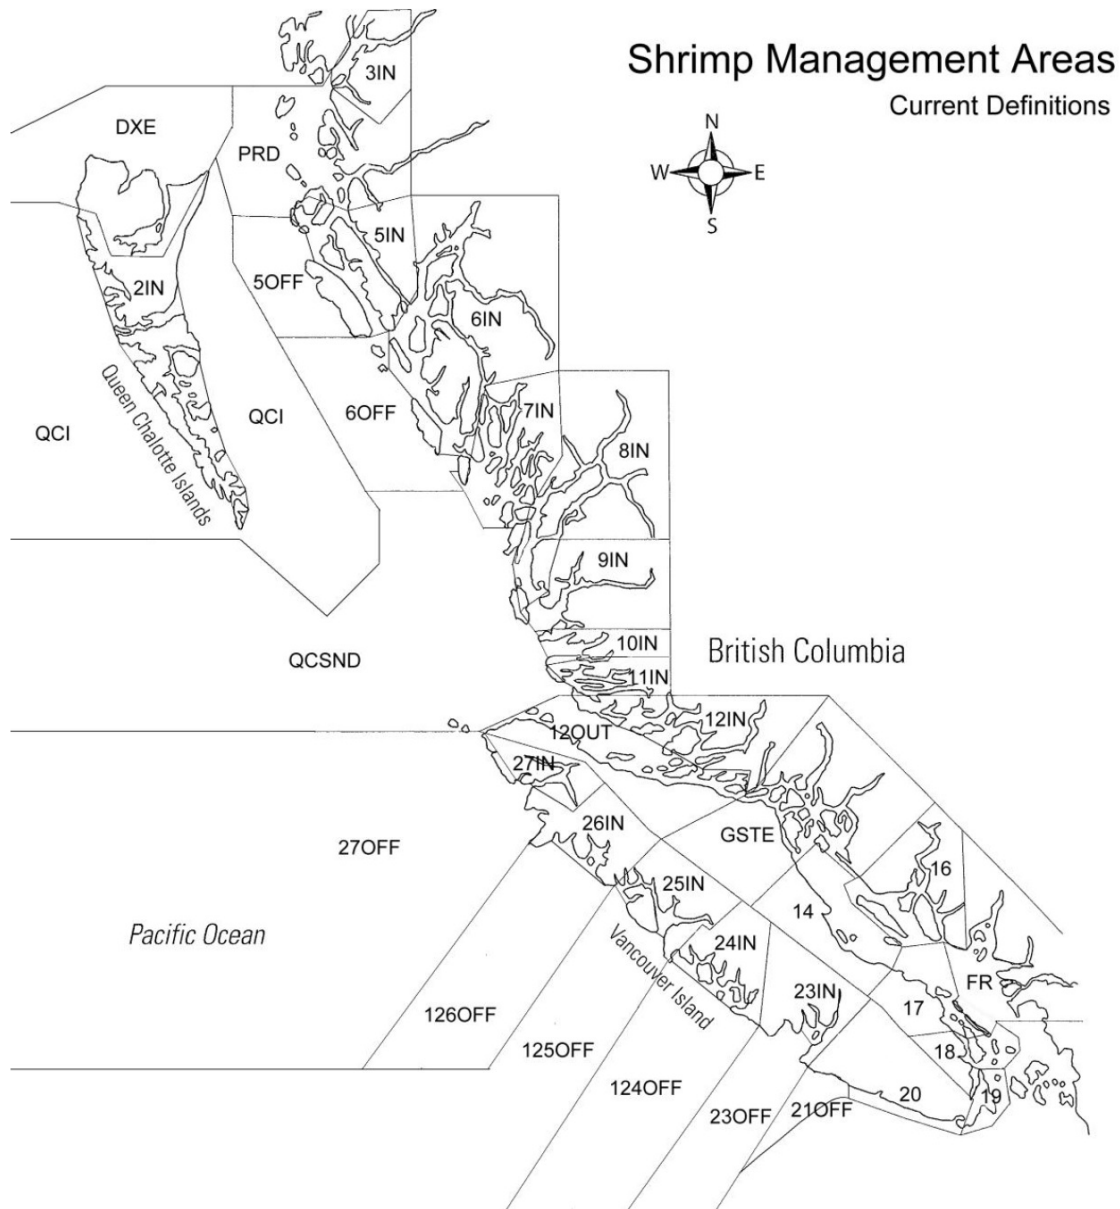 Shrimp Management Areas
Current Definitions
N
W E
S
3IN
DXE
PRD
5IN
2IN
5OFF
6IN
Queen Chalotte Islands
QCI
QCI
6OFF
7IN
8IN
9IN
10IN
QCSND
British Columbia
11IN
12IN
12OUT
27IN
26IN
GSTE
27OFF
16
25IN
14
Pacific Ocean
24IN
Vancouver Island
23IN
FR
17
126OFF
125OFF
18
124OFF
20
19
23OFF
21OFF